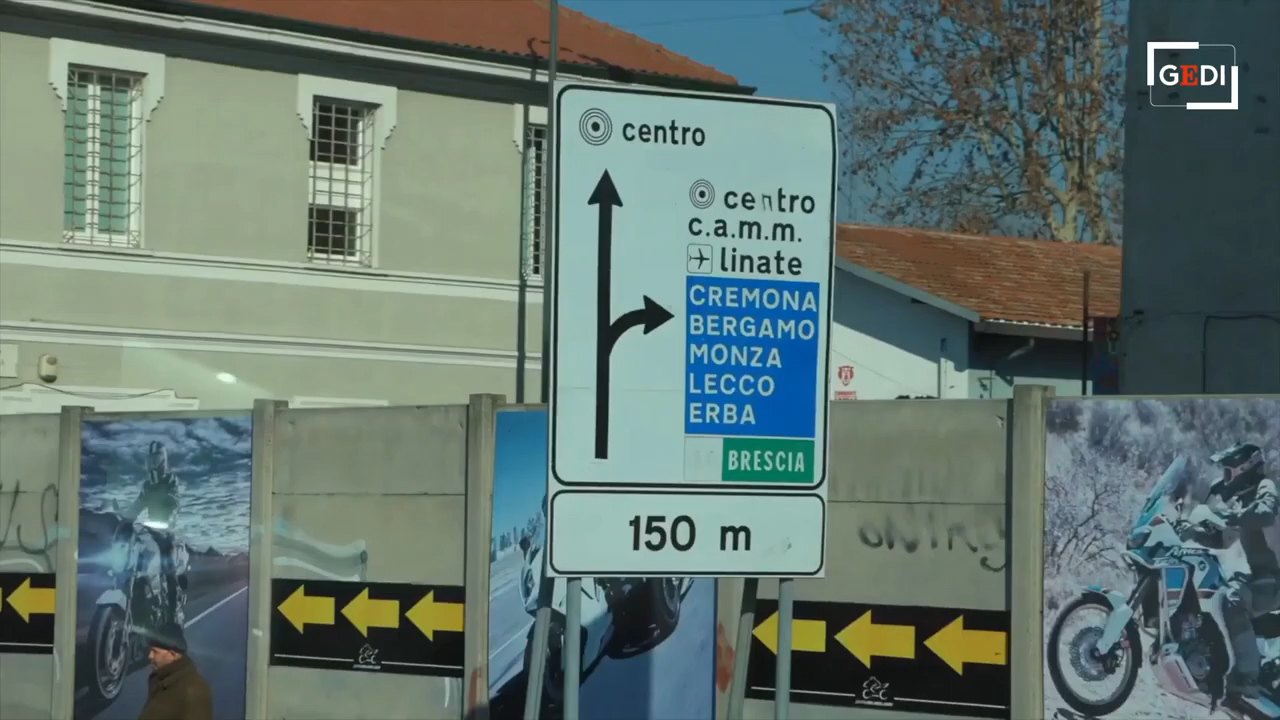 GEDI
centro
centro
c.a.m.m.
linate
CREMONA
BERGAMO
MONZA
LECCO
ERBA
BRESCIA
150 m